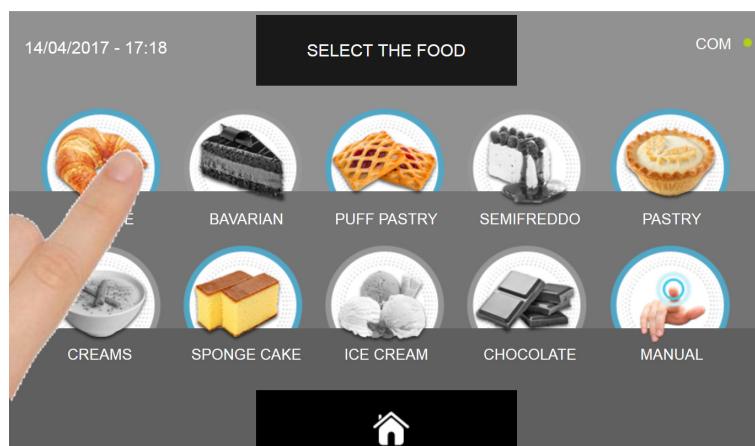 14/04/2017 - 17:18
SELECT THE FOOD
COM
BAVARIAN
PUFF PASTRY
SEMIFREDDO
PASTRY
CREAMS
SPONGE CAKE
ICE CREAM
CHOCOLATE
MANUAL